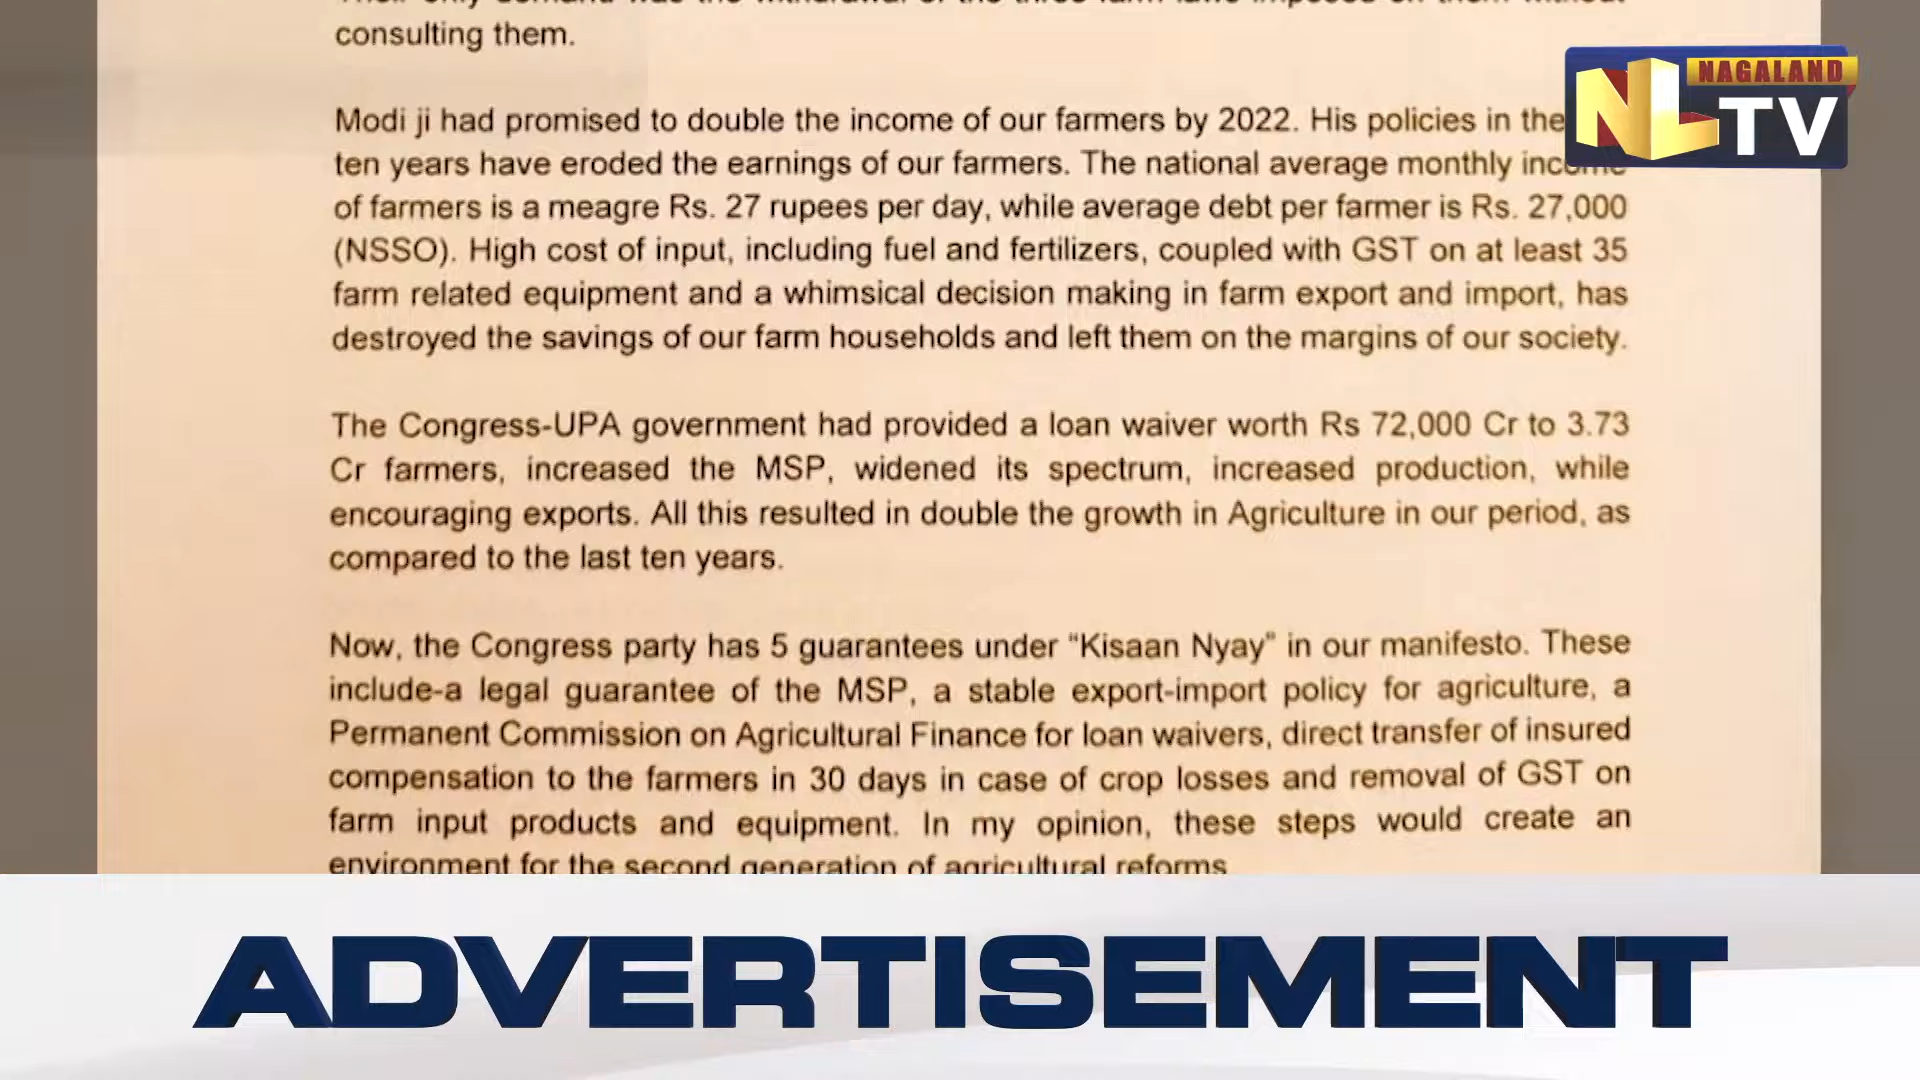 consulting them.
NAGALAND
NL TV
Modi ji had promised to double the income of our farmers by 2022. His policies in the
ten years have eroded the earnings of our farmers. The national average monthly income
of farmers is a meagre Rs. 27 rupees per day, while average debt per farmer is Rs. 27,000
(NSSO). High cost of input, including fuel and fertilizers, coupled with GST on at least 35
farm related equipment and a whimsical decision making in farm export and import, has
destroyed the savings of our farm households and left them on the margins of our society.
The Congress-UPA government had provided a loan waiver worth Rs 72,000 Cr to 3.73
Cr farmers, increased the MSP, widened its spectrum, increased production, while
encouraging exports. All this resulted in double the growth in Agriculture in our period, as
compared to the last ten years.
Now, the Congress party has 5 guarantees under "Kisaan Nyay" in our manifesto. These
include-a legal guarantee of the MSP, a stable export-import policy for agriculture, a
Permanent Commission on Agricultural Finance for loan waivers, direct transfer of insured
compensation to the farmers in 30 days in case of crop losses and removal of GST on
farm input products and equipment. In my opinion, these steps would create an
environment for the second generation of agricultural reforms.
ADVERTISEMENT